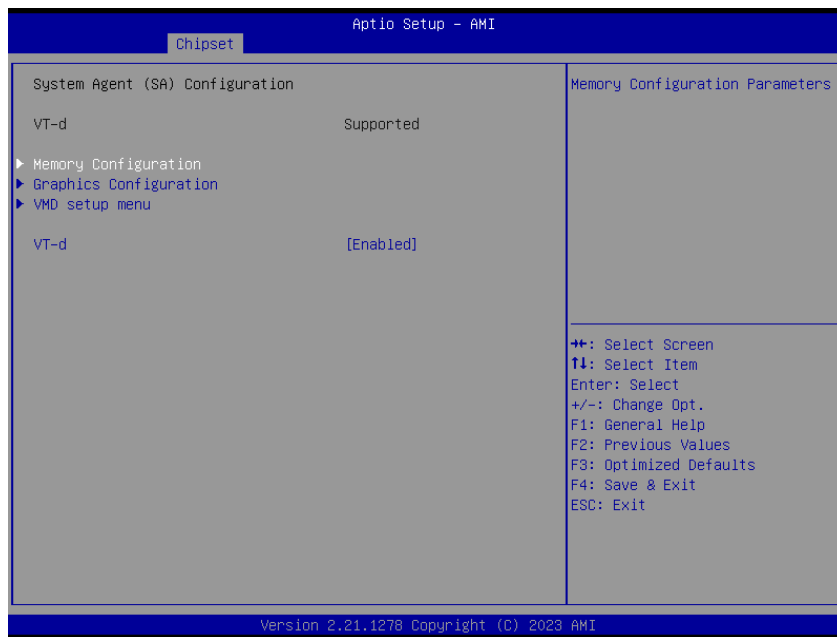 Aptio Setup – AMI
Chipset
System Agent (SA) Configuration
VT-d Supported
Memory Configuration
Graphics Configuration
VMD setup menu
VT-d [Enabled]
Memory Configuration Parameters
→←: Select Screen
↑↓: Select Item
Enter: Select
+/-: Change Opt.
F1: General Help
F2: Previous Values
F3: Optimized Defaults
F4: Save & Exit
ESC: Exit
Version 2.21.1278 Copyright (C) 2023 AMI